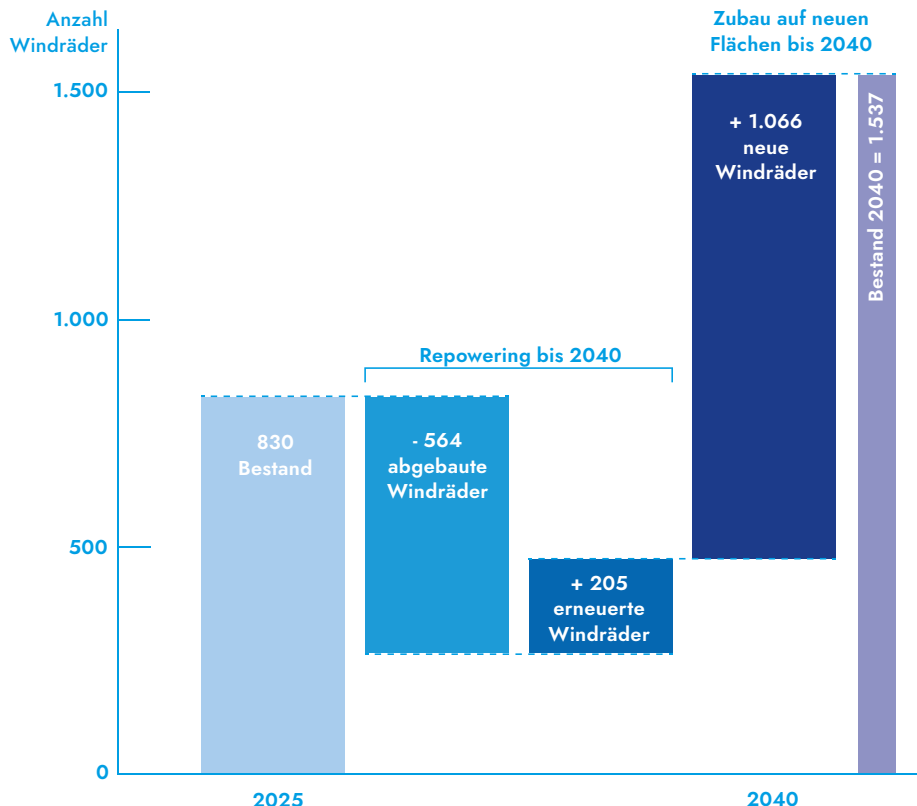 Anzahl
Windräder
Zubau auf neuen
Flächen bis 2040
1.500
+ 1.066
neue
Windräder
Bestand 2040 = 1.537
1.000
Repowering bis 2040
830
Bestand
- 564
abgebaute
Windräder
500
+ 205
erneuerte
Windräder
0
2025
2040